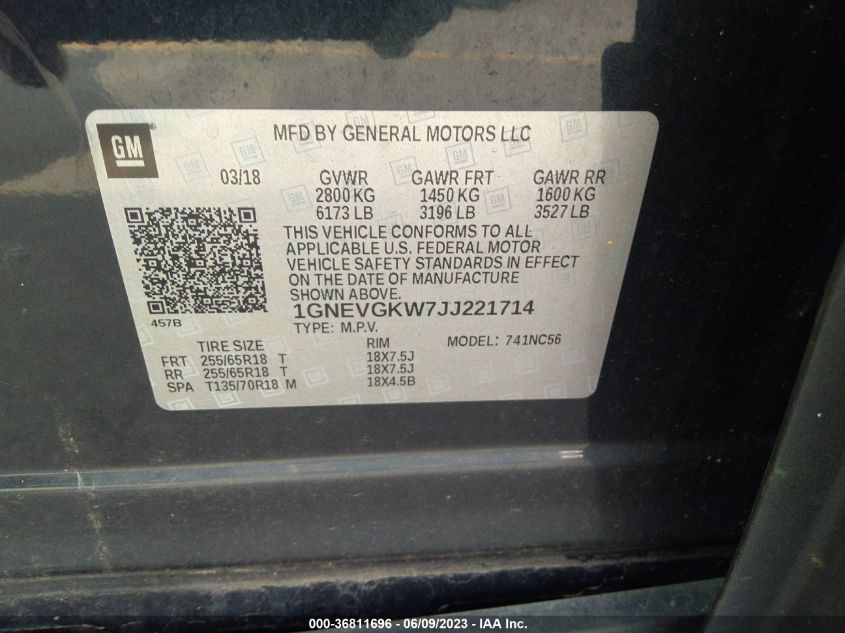 GM
MFD BY GENERAL MOTORS LLC
03/18 GVWR GAWR FRT GAWR RR
2800 KG 1450 KG 1600 KG
6173 LB 3196 LB 3527 LB
THIS VEHICLE CONFORMS TO ALL
APPLICABLE U.S. FEDERAL MOTOR
VEHICLE SAFETY STANDARDS IN EFFECT
ON THE DATE OF MANUFACTURE
SHOWN ABOVE.
1GNEVGKW7JJ221714
457B
TYPE: M.P.V.
TIRE SIZE RIM MODEL: 741NC56
FRT 255/65R18 T 18X7.5J
RR 255/65R18 T 18X7.5J
SPA T135/70R18 M 18X4.5B
000-36811696 - 06/09/2023 - IAA Inc.